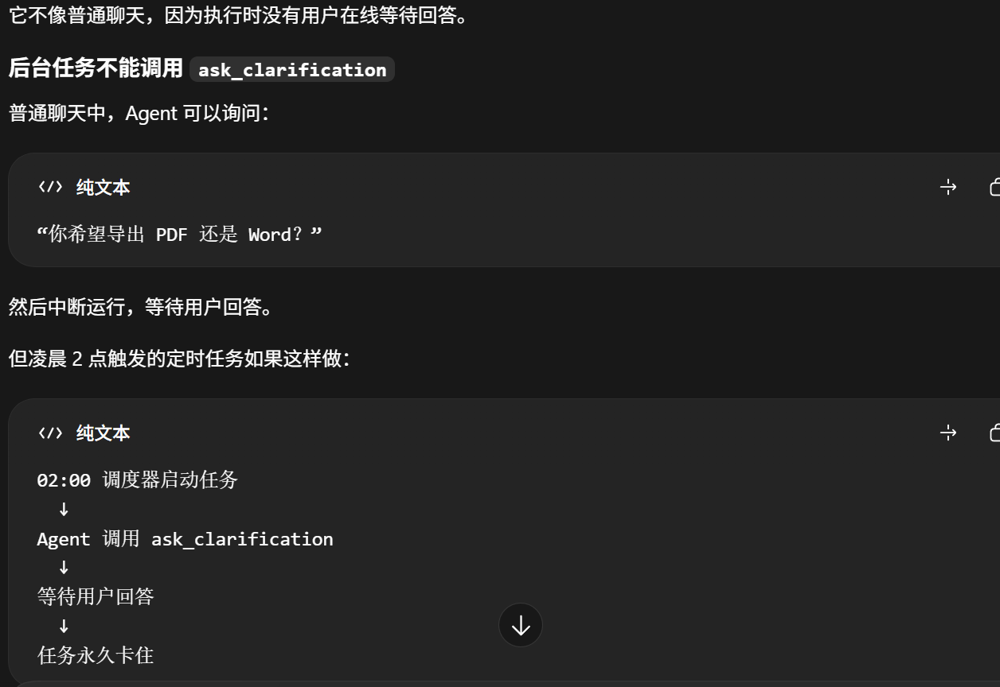 它不像普通聊天，因为执行时没有用户在线等待回答。
后台任务不能调用 ask_clarification
普通聊天中，Agent 可以询问：
纯文本
“你希望导出 PDF 还是 Word？”
然后中断运行，等待用户回答。
但凌晨 2 点触发的定时任务如果这样做：
纯文本
02:00 调度器启动任务
↓
Agent 调用 ask_clarification
↓
等待用户回答
↓
任务永久卡住